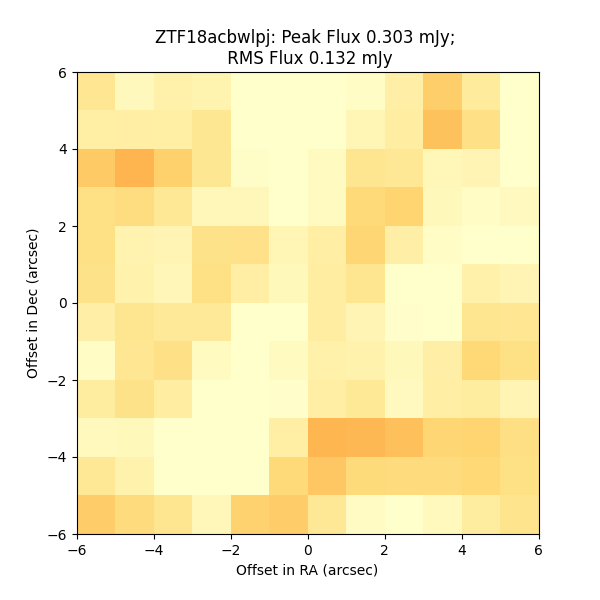 ZTF18acbwlpj: Peak Flux 0.303 mJy;
RMS Flux 0.132 mJy
6
4
2
0
−2
−4
−6
Offset in Dec (arcsec)
−6 −4 −2 0 2 4 6
Offset in RA (arcsec)